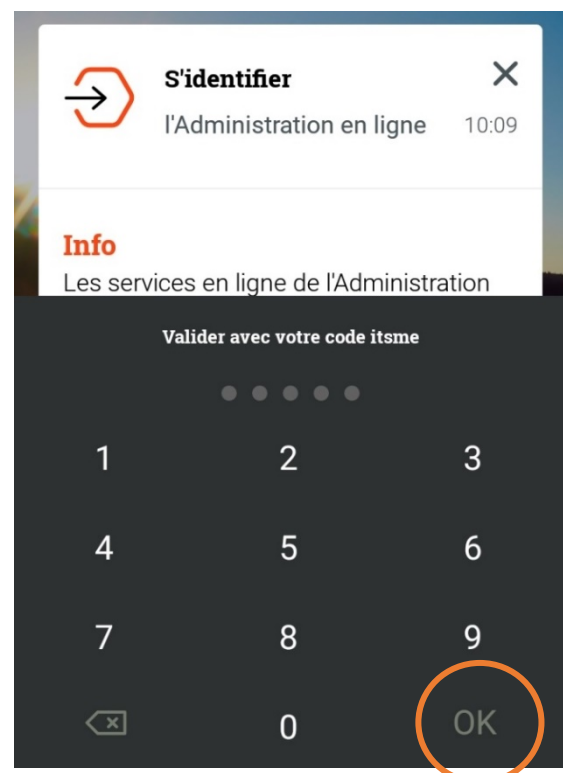 S'identifier
l'Administration en ligne 10:09
Info
Les services en ligne de l'Administration
Valider avec votre code itsme
1 2 3
4 5 6
7 8 9
0 OK